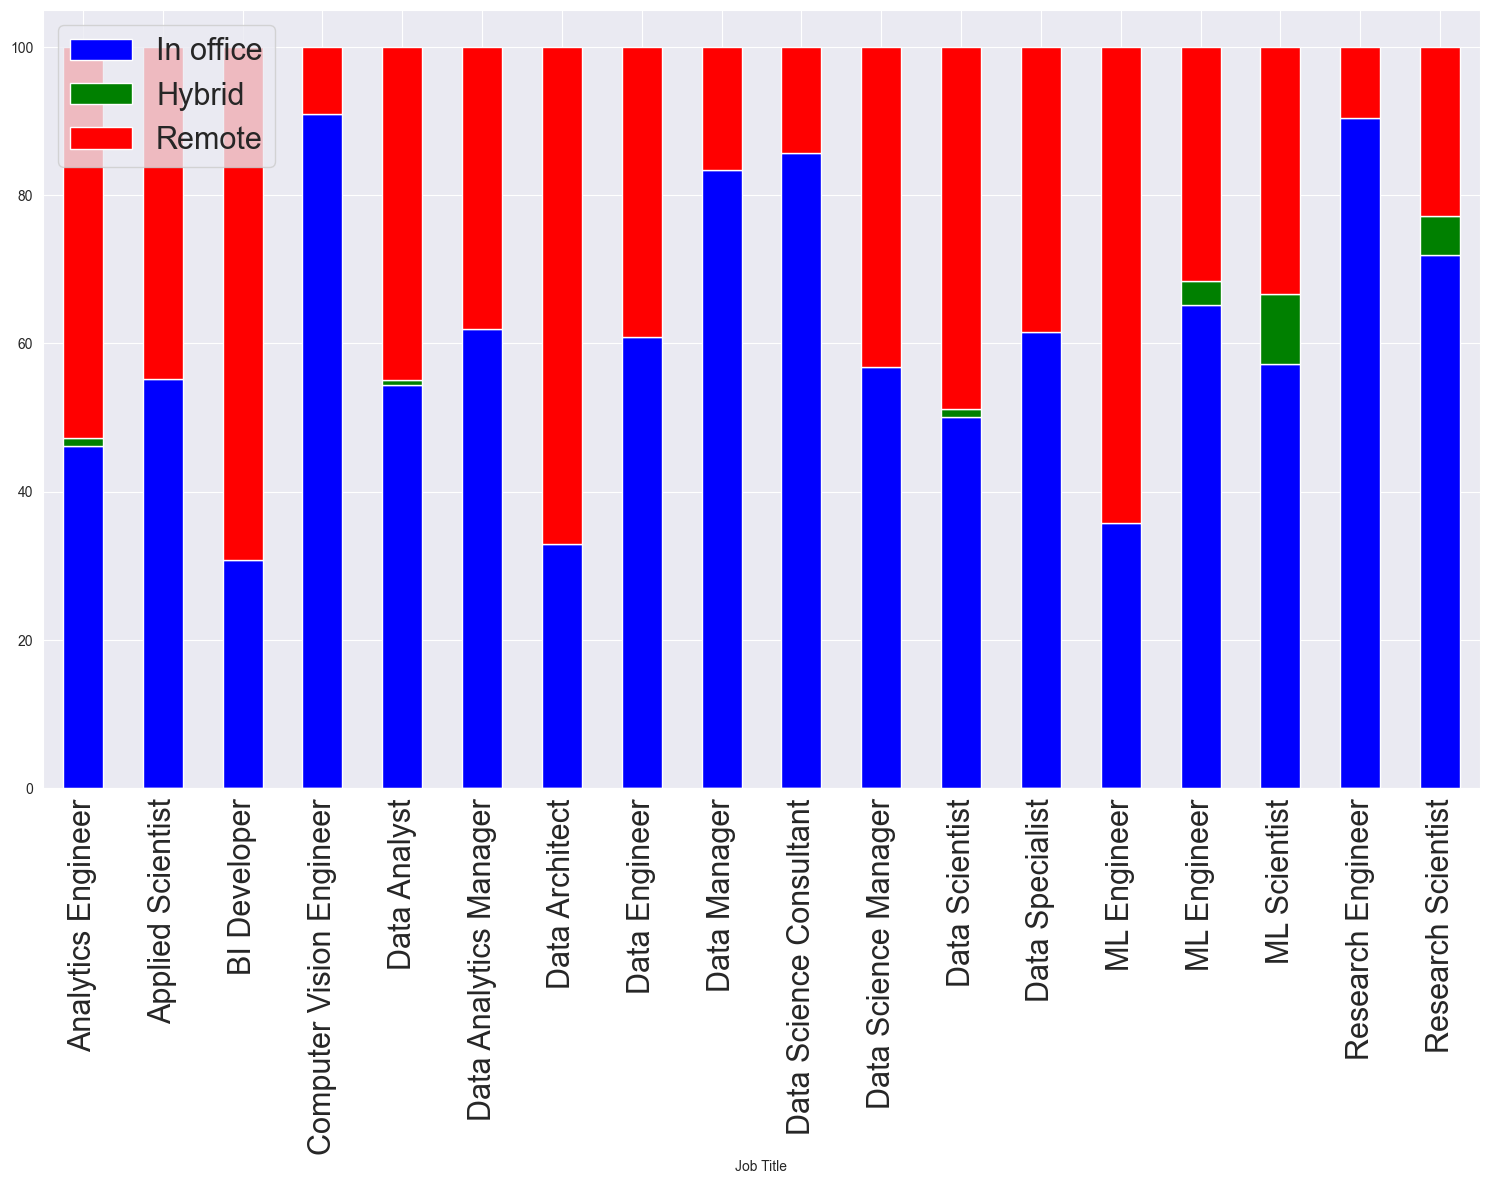 In office
Hybrid
Remote
100
80
60
40
20
0
Analytics Engineer
Applied Scientist
BI Developer
Computer Vision Engineer
Data Analyst
Data Analytics Manager
Data Architect
Data Engineer
Data Manager
Data Science Consultant
Data Science Manager
Data Scientist
Data Specialist
ML Engineer
ML Engineer
ML Scientist
Research Engineer
Research Scientist
Job Title